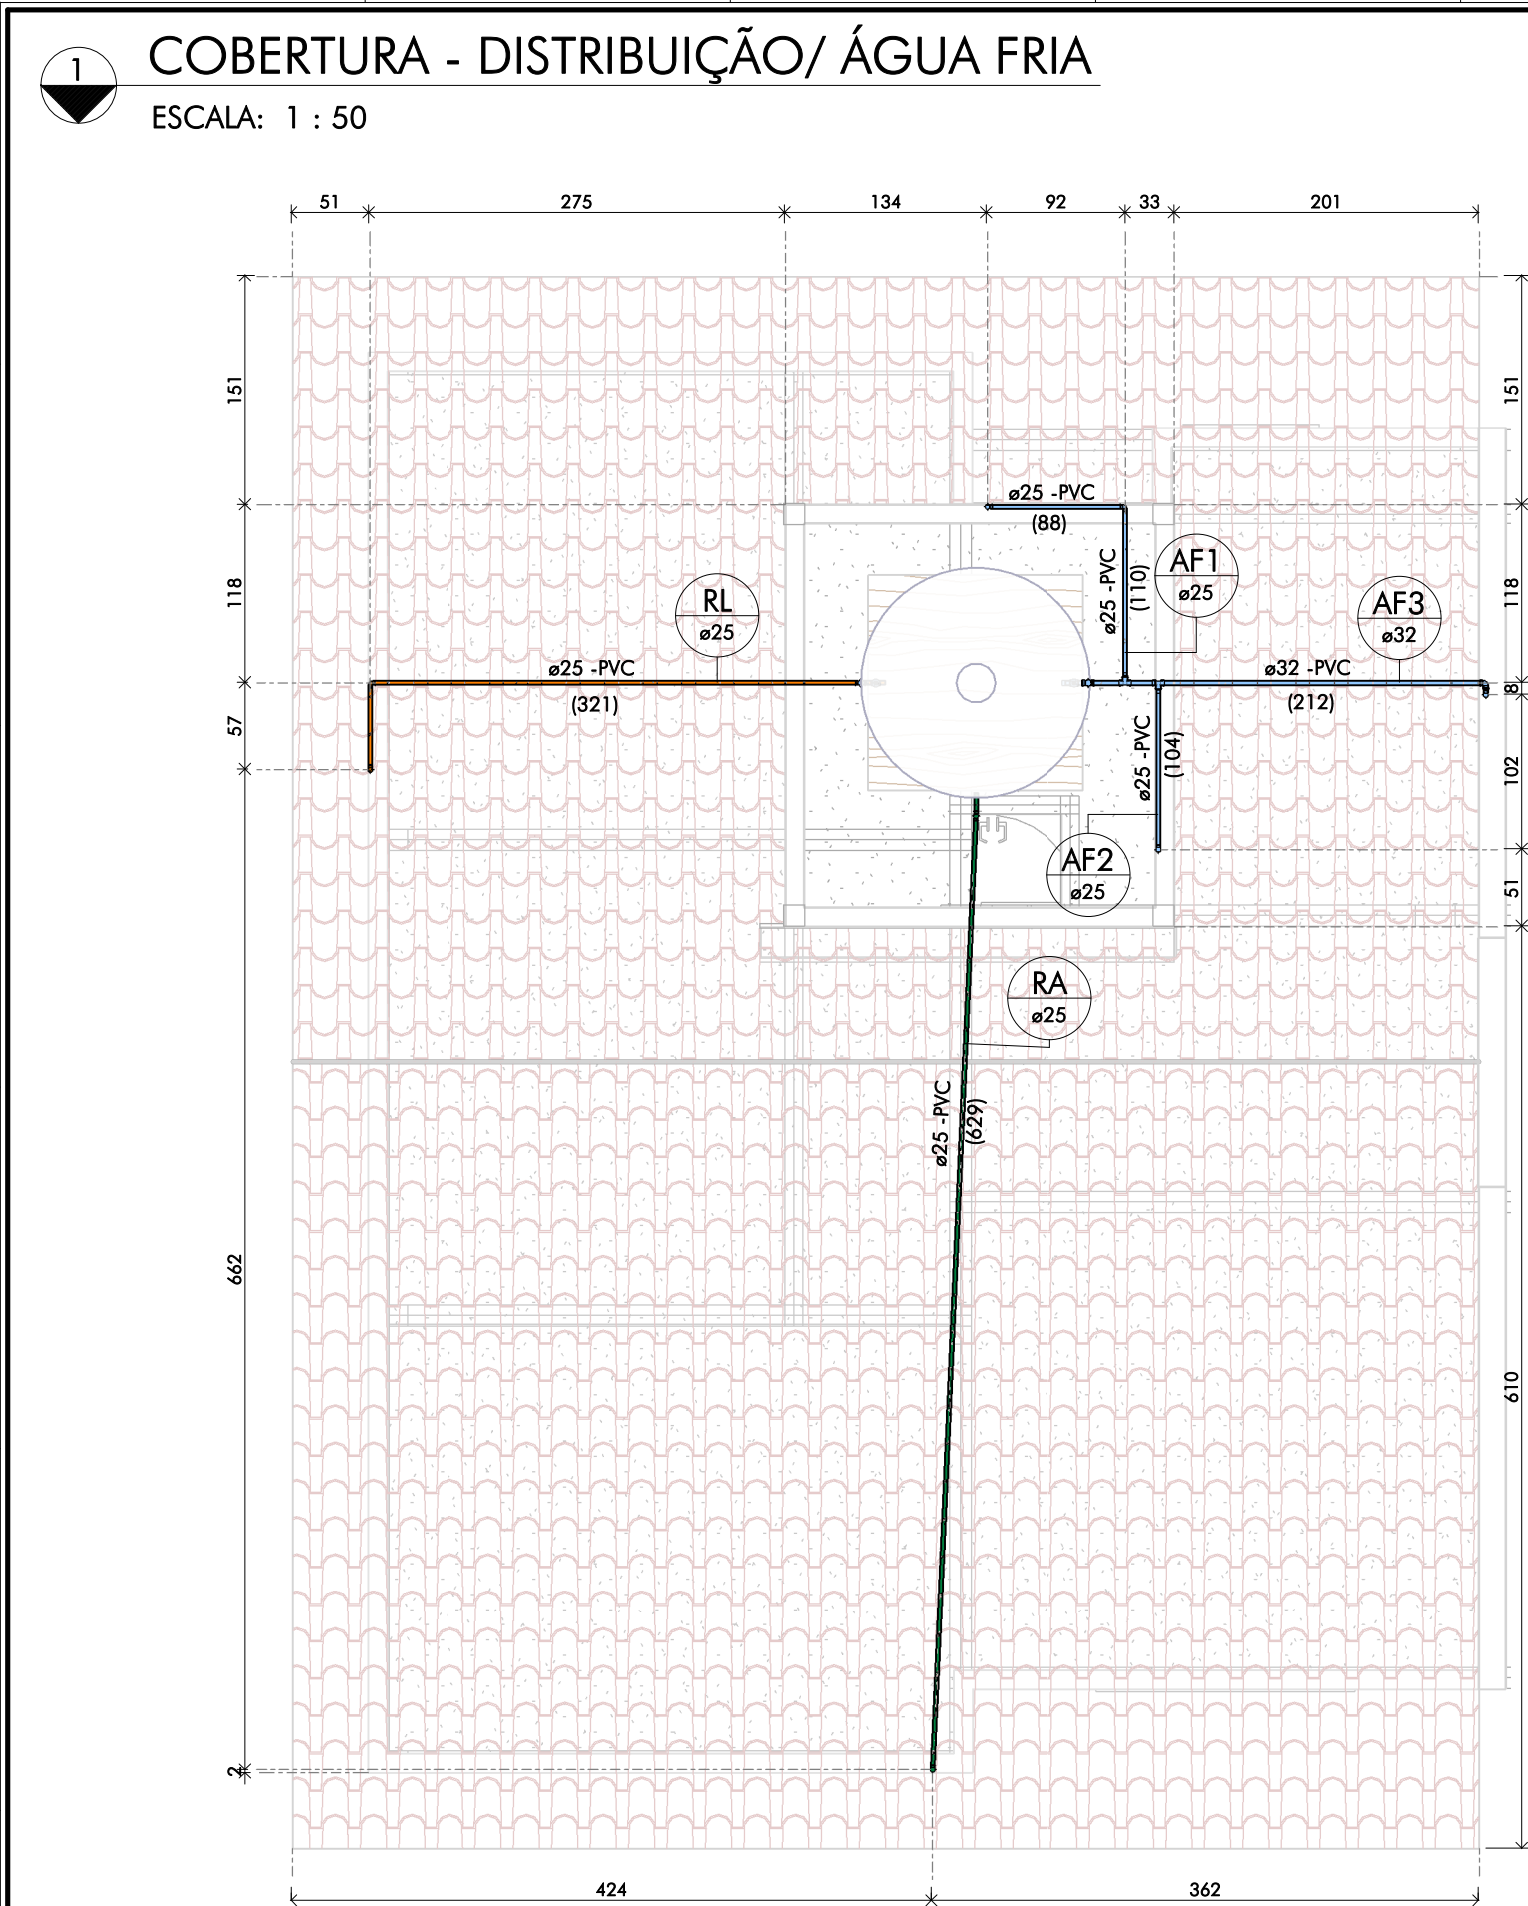 1
COBERTURA - DISTRIBUIÇÃO/ ÁGUA FRIA
ESCALA: 1 : 50
51
275
134
92
33
201
151
118
57
662
2
151
118
8
102
51
610
ø25 -PVC
(88)
ø25 -PVC
(110)
AF1
ø25
AF3
ø32
RL
ø25
ø25 -PVC
(321)
ø32 -PVC
(212)
ø25 -PVC
(104)
AF2
ø25
RA
ø25
ø25 -PVC
(629)
424
362